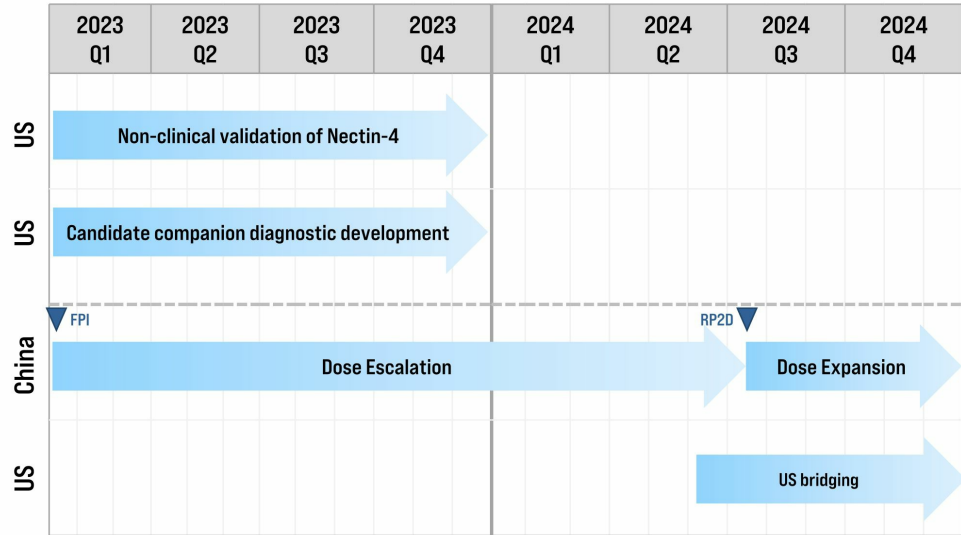 2023 Q1
2023 Q2
2023 Q3
2023 Q4
2024 Q1
2024 Q2
2024 Q3
2024 Q4
US
Non-clinical validation of Nectin-4
US
Candidate companion diagnostic development
FPI
RP2D
China
Dose Escalation
Dose Expansion
US
US bridging